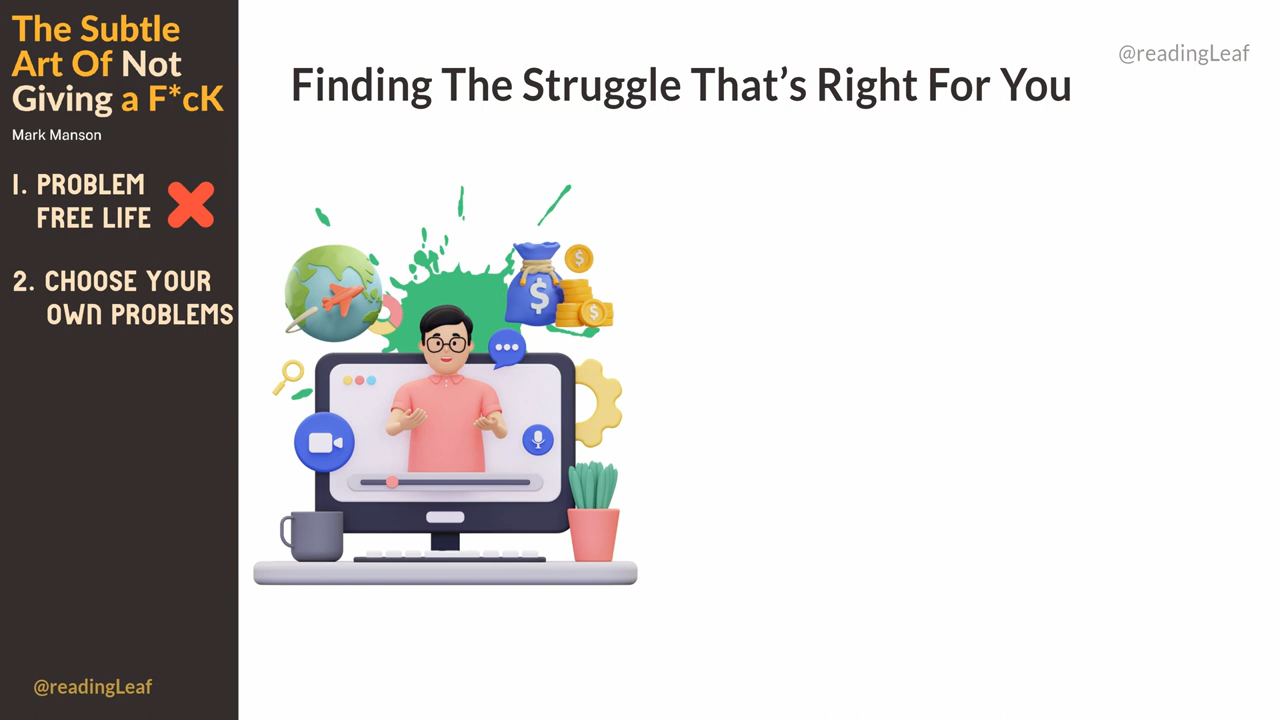 The Subtle
Art Of Not
Giving a F*cK
Mark Manson
1. PROBLEM
FREE LIFE
2. CHOOSE YOUR
OWN PROBLEMS
@readingLeaf
@readingLeaf
Finding The Struggle That’s Right For You
$
$
$